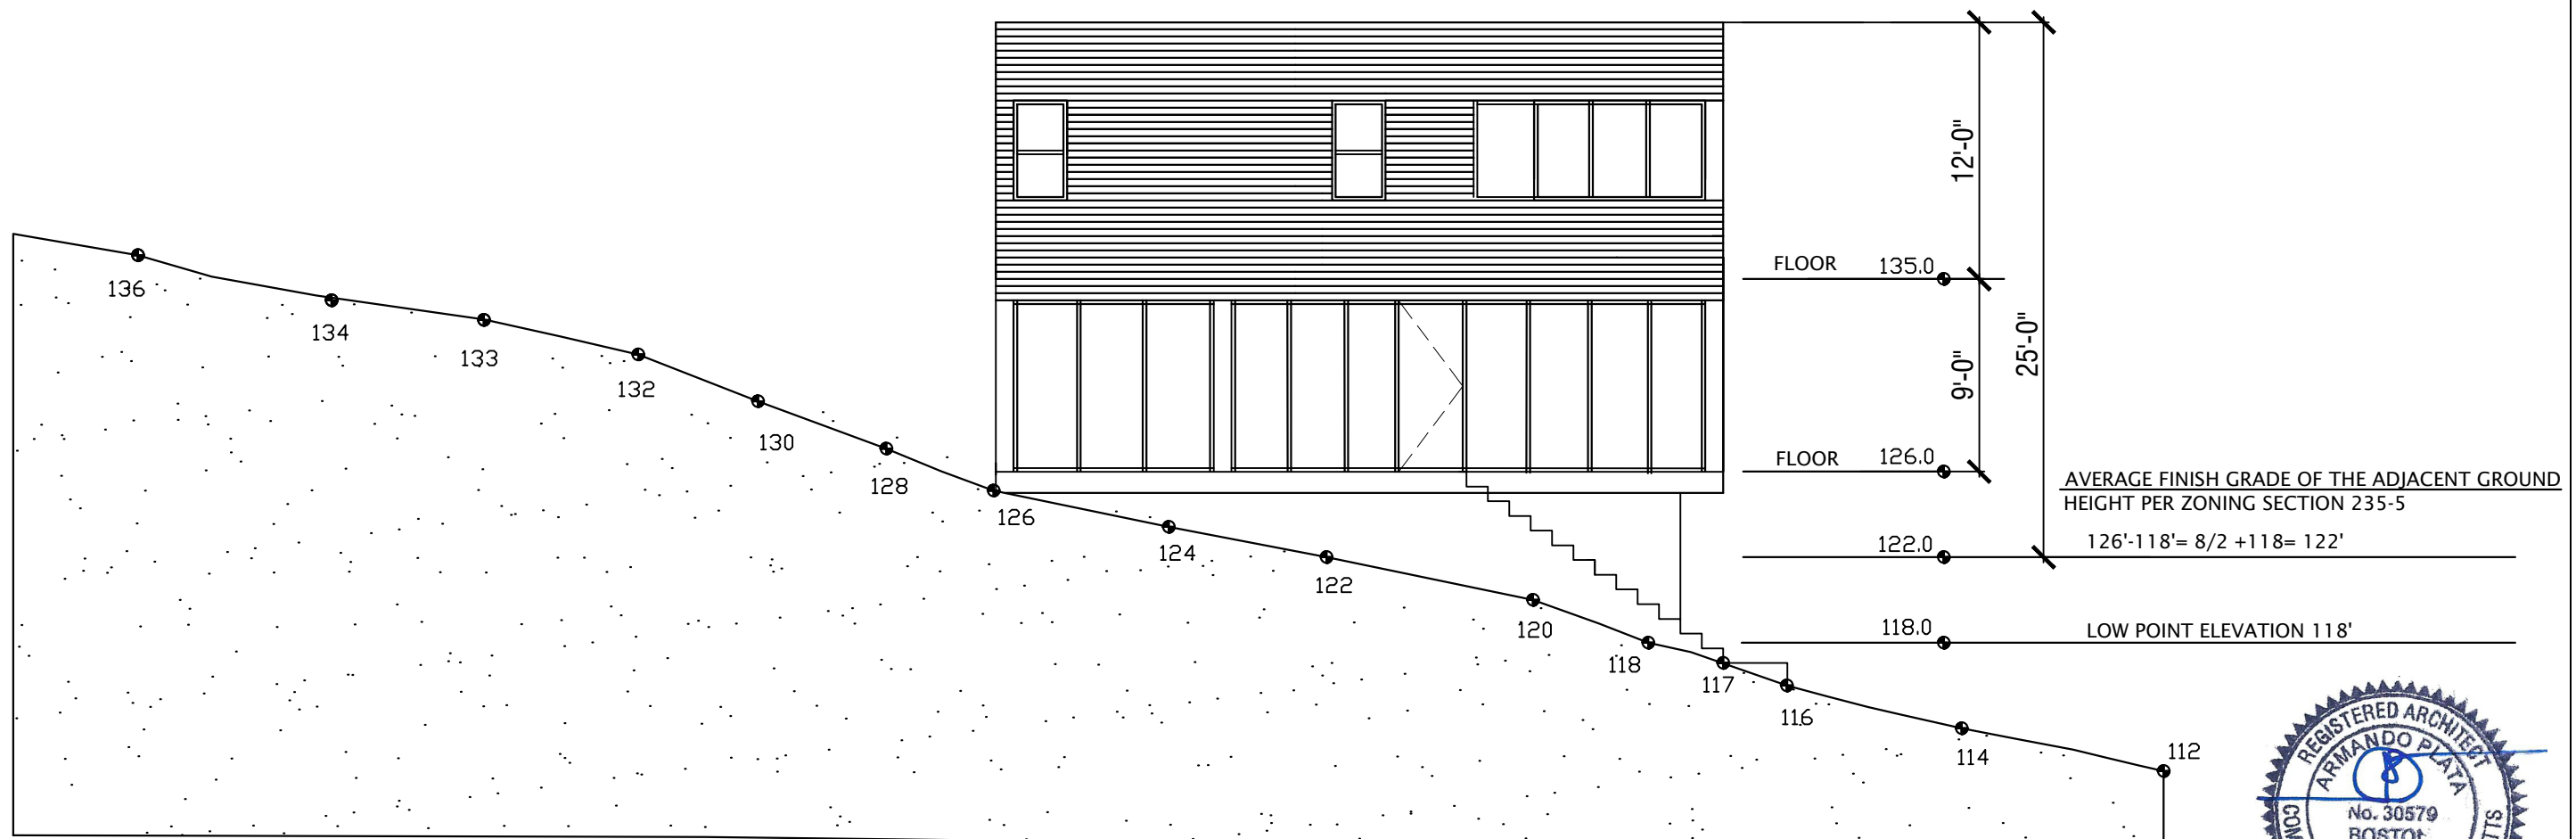 12'-0"
FLOOR 135.0
9'-0"
25'-0"
FLOOR 126.0
AVERAGE FINISH GRADE OF THE ADJACENT GROUND
HEIGHT PER ZONING SECTION 235-5
122.0 126'-118'= 8/2 +118= 122'
118.0 LOW POINT ELEVATION 118'
136
134
133
132
130
128
126
124
122
120
118
117
116
114
112
REGISTERED ARCHITECT
ARMANDO PLATA
No. 30579
BOSTON